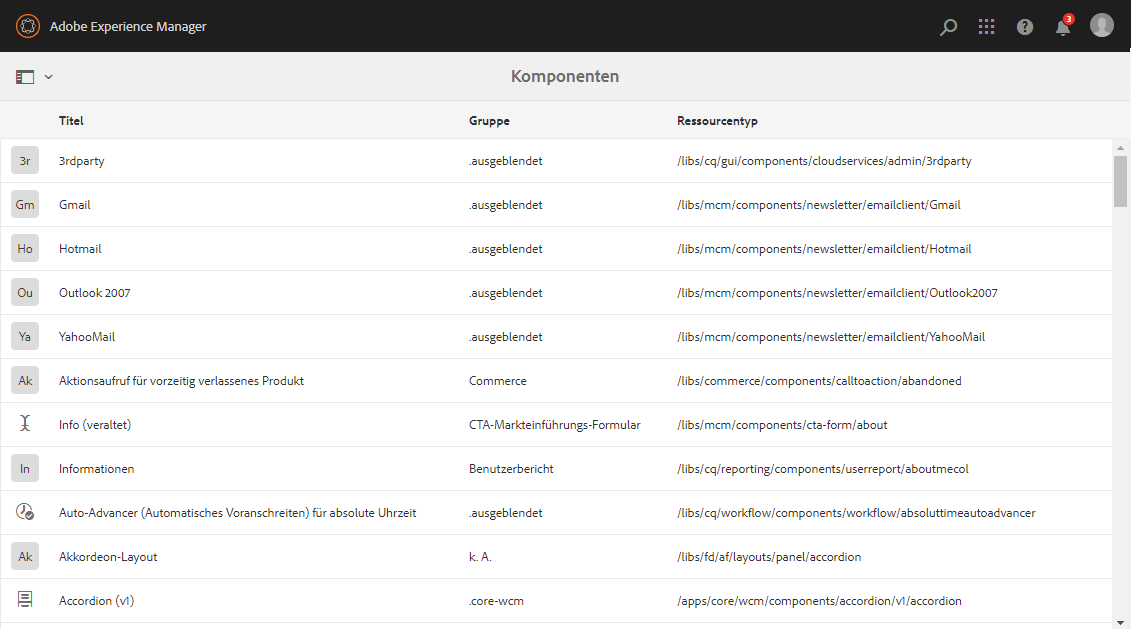 Adobe Experience Manager
3
Komponenten
Titel Gruppe Ressourcentyp
3r 3rdparty .ausgeblendet /libs/cq/gui/components/cloudservices/admin/3rdparty
Gm Gmail .ausgeblendet /libs/mcm/components/newsletter/emailclient/Gmail
Ho Hotmail .ausgeblendet /libs/mcm/components/newsletter/emailclient/Hotmail
Ou Outlook 2007 .ausgeblendet /libs/mcm/components/newsletter/emailclient/Outlook2007
Ya YahooMail .ausgeblendet /libs/mcm/components/newsletter/emailclient/YahooMail
Ak Aktionsaufruf für vorzeitig verlassenes Produkt Commerce /libs/commerce/components/calltoaction/abandoned
Info (veraltet) CTA-Markteinführungs-Formular /libs/mcm/components/cta-form/about
In Informationen Benutzerbericht /libs/cq/reporting/components/userreport/aboutmecol
Auto-Advancer (Automatisches Voranschreiten) für absolute Uhrzeit .ausgeblendet /libs/cq/workflow/components/workflow/absoluttimeautoadvancer
Ak Akkordeon-Layout k. A. /libs/fd/af/layouts/panel/accordion
Accordion (v1) .core-wcm /apps/core/wcm/components/accordion/v1/accordion